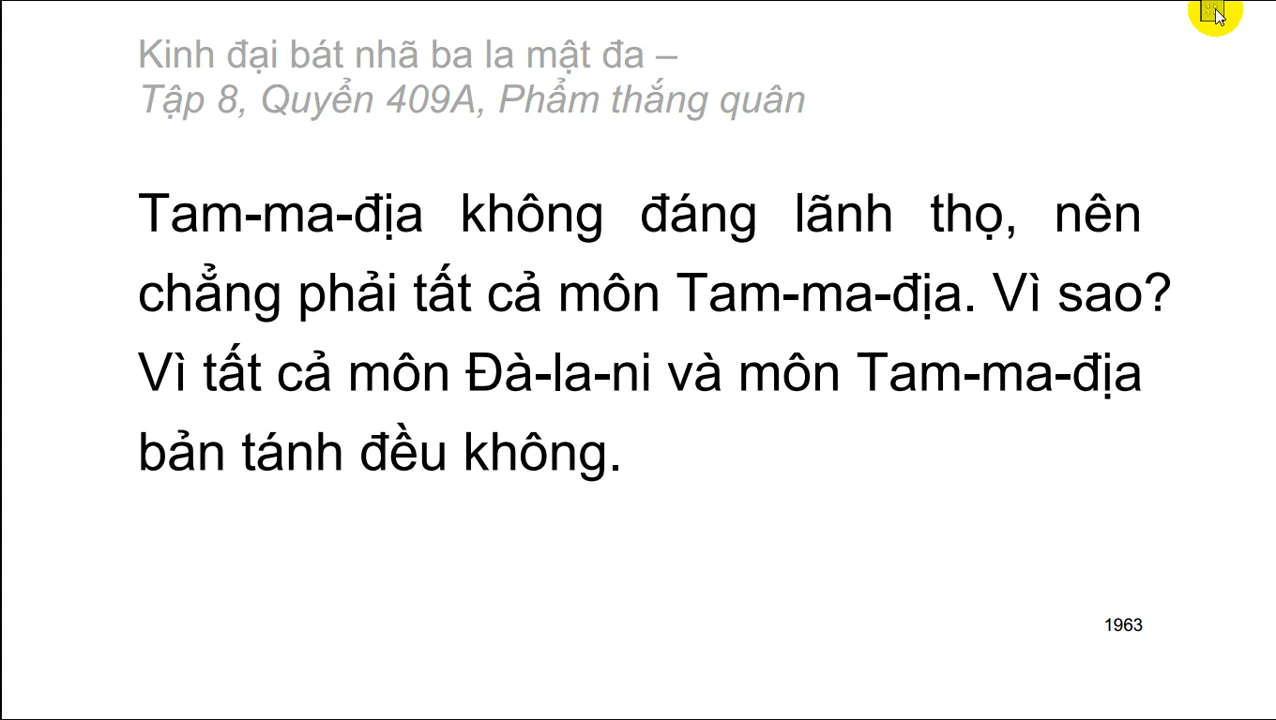 Kinh đại bát nhã ba la mật đa –
Tập 8, Quyển 409A, Phẩm thắng quân
Tam-ma-địa không đáng lãnh thọ, nên
chẳng phải tất cả môn Tam-ma-địa. Vì sao?
Vì tất cả môn Đà-la-ni và môn Tam-ma-địa
bản tánh đều không.
1963